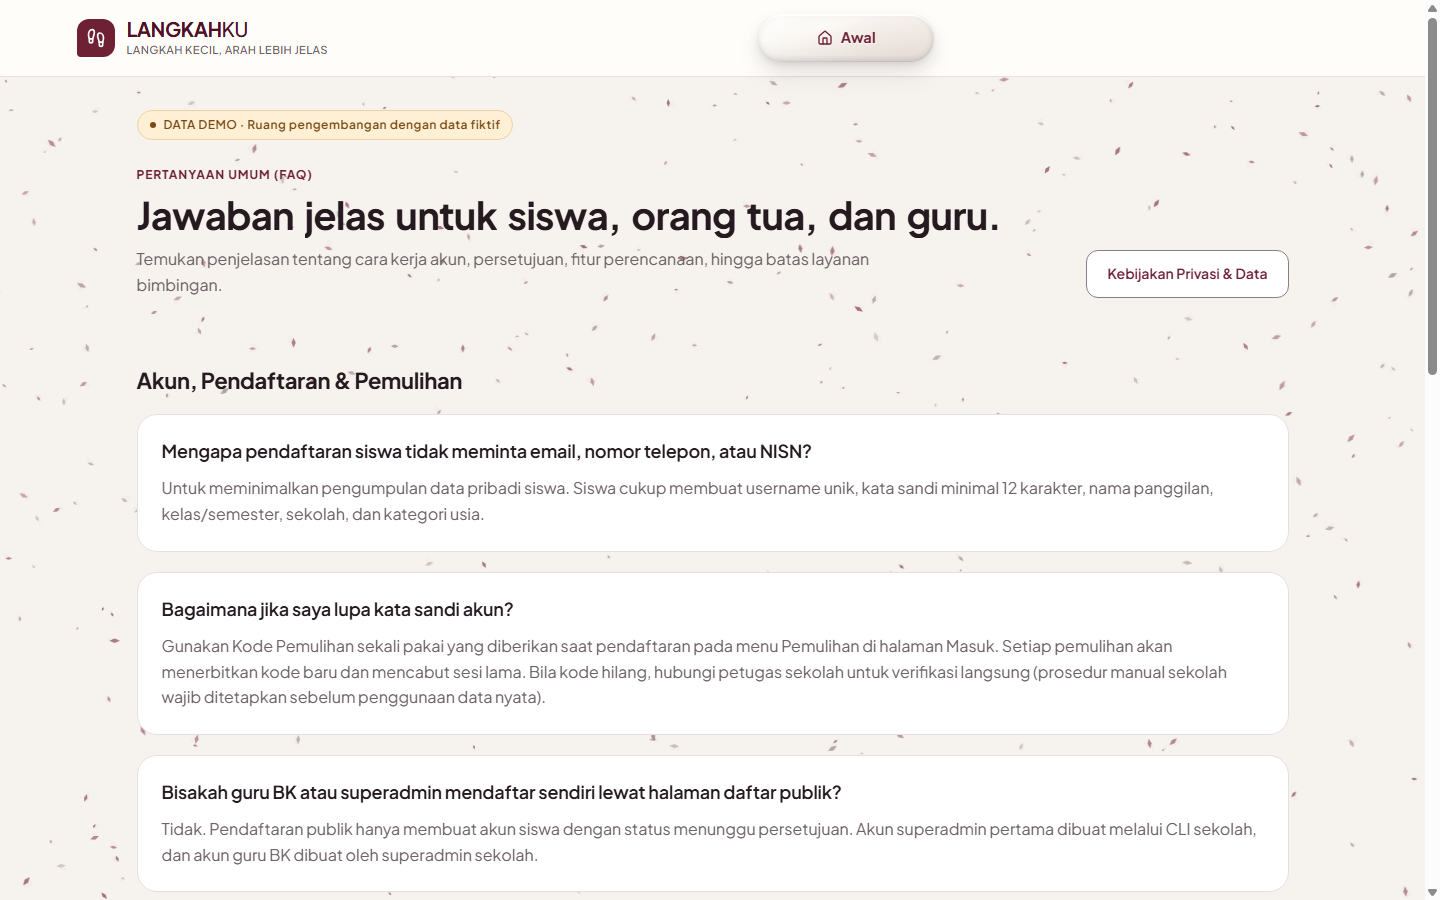 LANGKAHKU
LANGKAH KECIL, ARAH LEBIH JELAS
Awal
DATA DEMO · Ruang pengembangan dengan data fiktif
PERTANYAAN UMUM (FAQ)
Jawaban jelas untuk siswa, orang tua, dan guru.
Temukan penjelasan tentang cara kerja akun, persetujuan, fitur perencanaan, hingga batas layanan
bimbingan.
Kebijakan Privasi & Data
Akun, Pendaftaran & Pemulihan
Mengapa pendaftaran siswa tidak meminta email, nomor telepon, atau NISN?
Untuk meminimalkan pengumpulan data pribadi siswa. Siswa cukup membuat username unik, kata sandi minimal 12 karakter, nama panggilan,
kelas/semester, sekolah, dan kategori usia.
Bagaimana jika saya lupa kata sandi akun?
Gunakan Kode Pemulihan sekali pakai yang diberikan saat pendaftaran pada menu Pemulihan di halaman Masuk. Setiap pemulihan akan
menerbitkan kode baru dan mencabut sesi lama. Bila kode hilang, hubungi petugas sekolah untuk verifikasi langsung (prosedur manual sekolah
wajib ditetapkan sebelum penggunaan data nyata).
Bisakah guru BK atau superadmin mendaftar sendiri lewat halaman daftar publik?
Tidak. Pendaftaran publik hanya membuat akun siswa dengan status menunggu persetujuan. Akun superadmin pertama dibuat melalui CLI sekolah,
dan akun guru BK dibuat oleh superadmin sekolah.